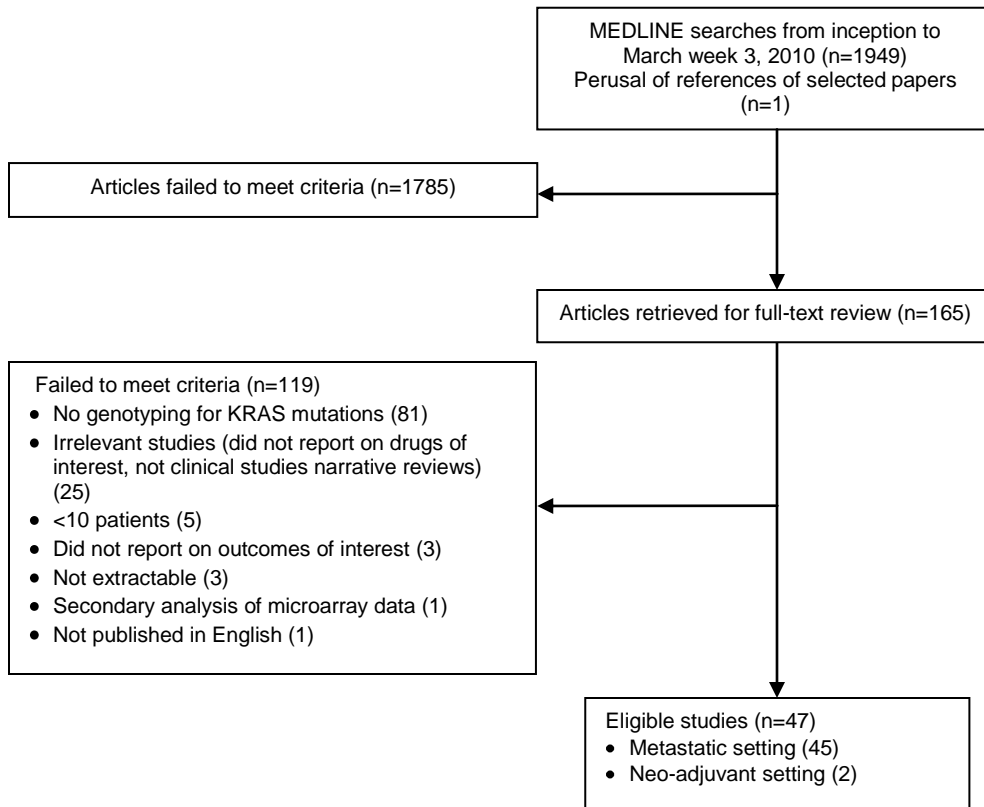 MEDLINE searches from inception to
March week 3, 2010 (n=1949)
Perusal of references of selected papers
(n=1)
Articles failed to meet criteria (n=1785)
Articles retrieved for full-text review (n=165)
Failed to meet criteria (n=119)
• No genotyping for KRAS mutations (81)
• Irrelevant studies (did not report on drugs of
interest, not clinical studies narrative reviews)
(25)
• <10 patients (5)
• Did not report on outcomes of interest (3)
• Not extractable (3)
• Secondary analysis of microarray data (1)
• Not published in English (1)
Eligible studies (n=47)
• Metastatic setting (45)
• Neo-adjuvant setting (2)